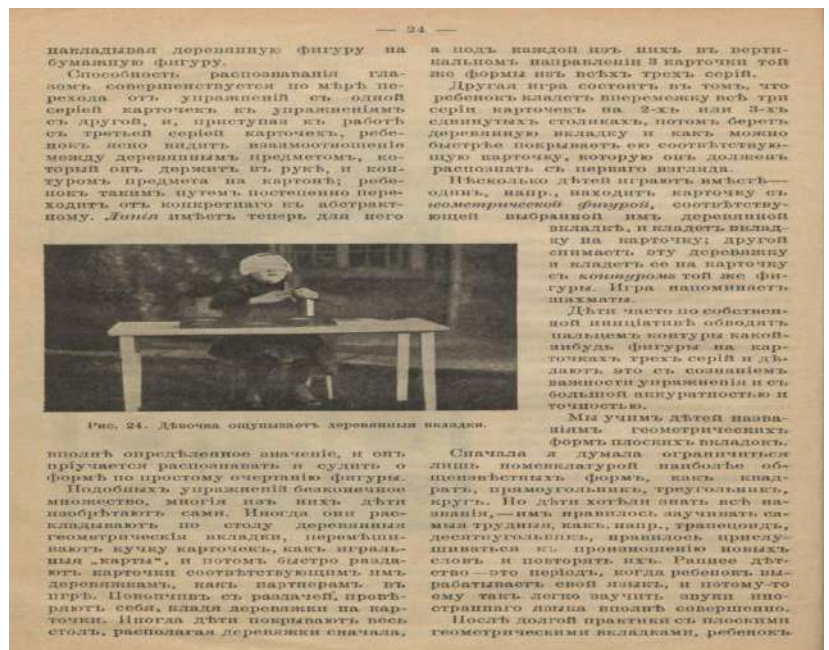 — 24 —
накладывая деревянную фигуру на
бумажную фигуру.
Способность распознаванія гла-
зомъ совершенствуется по мѣрѣ пе-
рехода отъ упражненій съ одной
серіей карточекъ къ упражненіямъ
съ другой, и, приступая къ работѣ
съ третьей серіей карточекъ, ребе-
нокъ ясно видитъ взаимоотношеніе
между деревяннымъ предметомъ, ко-
торый онъ держитъ въ рукѣ, и кон-
туромъ предмета на картонѣ; ребе-
нокъ такимъ путемъ постепенно пере-
ходитъ отъ конкретнаго къ абстракт-
ному. Линія имѣетъ теперь для него
Рис. 24. Дѣвочка ощупываетъ деревянныя вкладки.
вполнѣ опредѣленное значеніе, и онъ
пріучается распознавать и судить о
формѣ по простому очертанію фигуры.
Подобныхъ упражненій безконечное
множество, многія изъ нихъ дѣти
изобрѣтаютъ сами. Иногда они рас-
кладываютъ по столу деревянныя
геометрическія вкладки, перемѣши-
ваютъ кучку карточекъ, какъ играль-
ныя „карты“, и потомъ быстро разда-
ютъ карточки соотвѣтствующимъ имъ
деревяжкамъ, какъ партнерамъ въ
игрѣ. Покончивъ съ раздачей, провѣ-
ряютъ себя, кладя деревяжки на кар-
точки. Иногда дѣти покрываютъ весь
столъ, располагая деревяжки сначала,
а подъ каждой изъ нихъ въ верти-
кальномъ направленіи 3 карточки той
же формы изъ всѣхъ трехъ серій.
Другая игра состоитъ въ томъ, что
ребенокъ кладетъ вперемежку всѣ три
серіи карточекъ на 2-хъ или 3-хъ
сдвинутыхъ столикахъ, потомъ беретъ
деревянную вкладку и какъ можно
быстрѣе покрываетъ ею соотвѣтствую-
щую карточку, которую онъ долженъ
распознать съ перваго взгляда.
Нѣсколько дѣтей играютъ вмѣстѣ—
одинъ, напр., находитъ карточку съ
геометрической фигурой, соотвѣтству-
ющей выбранной имъ деревянной
вкладкѣ, и кладетъ вклад-
ку на карточку; другой
снимаетъ эту деревяжку
и кладетъ ее на карточку
съ контуромъ той же фи-
гуры. Игра напоминаетъ
шахматы.
Дѣти часто по собствен-
ной иниціативѣ обводятъ
пальцемъ контуры какой-
нибудь фигуры на кар-
точкахъ трехъ серій и дѣ-
лаютъ это съ сознаніемъ
важности упражненія и съ
большой аккуратностью и
точностью.
Мы учимъ дѣтей назва-
ніямъ геометрическихъ
формъ плоскихъ вкладокъ.
Сначала я думала ограничиться
лишь номенклатурой наиболѣе об-
щеизвѣстныхъ формъ, какъ квад-
ратъ, прямоугольникъ, треугольникъ,
кругъ. Но дѣти хотѣли знать всѣ на-
званія,—имъ нравилось заучивать са-
мыя трудныя, какъ, напр., трапецоидъ,
десятиугольникъ, нравилось прислу-
шиваться къ произношенію новыхъ
словъ и повторять ихъ. Раннее дѣт-
ство—это періодъ, когда ребенокъ вы-
рабатываетъ свой языкъ, и потому-то
ему такъ легко заучить звуки ино-
страннаго языка вполнѣ совершенно.
Послѣ долгой практики съ плоскими
геометрическими вкладками, ребенокъ